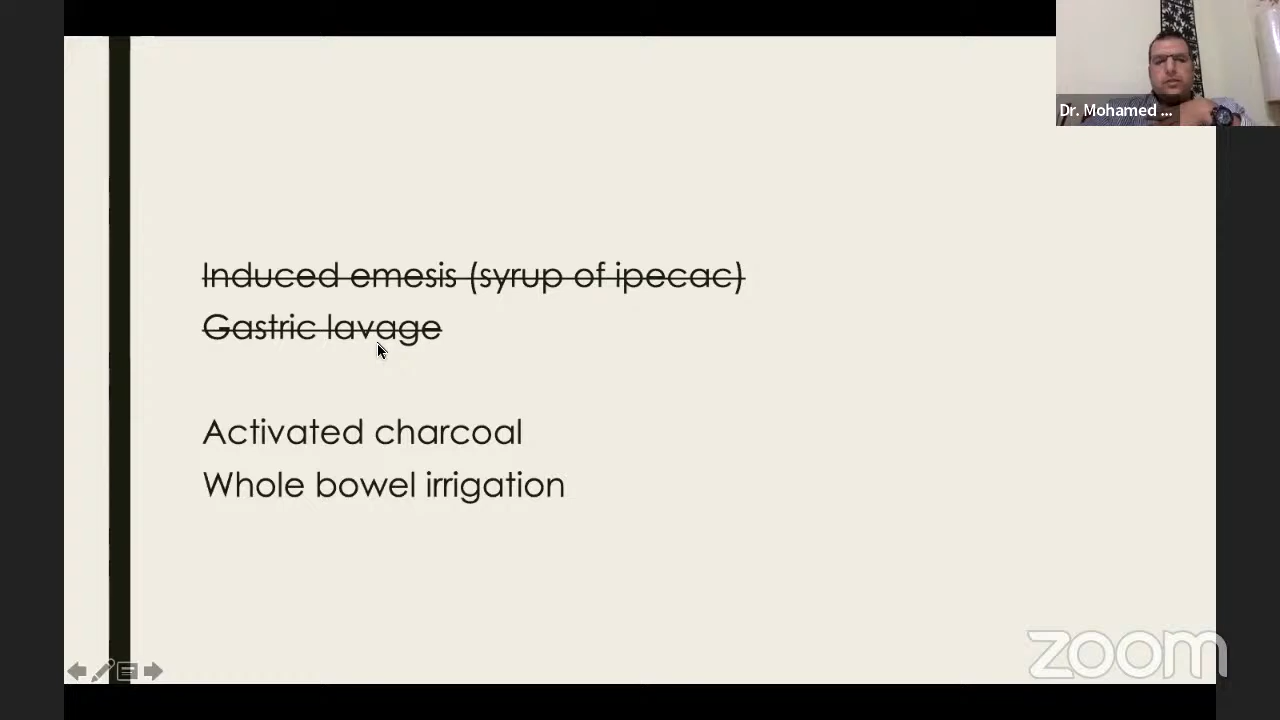 Dr. Mohamed ...
Induced emesis (syrup of ipecac)
Gastric lavage
Activated charcoal
Whole bowel irrigation
zoom